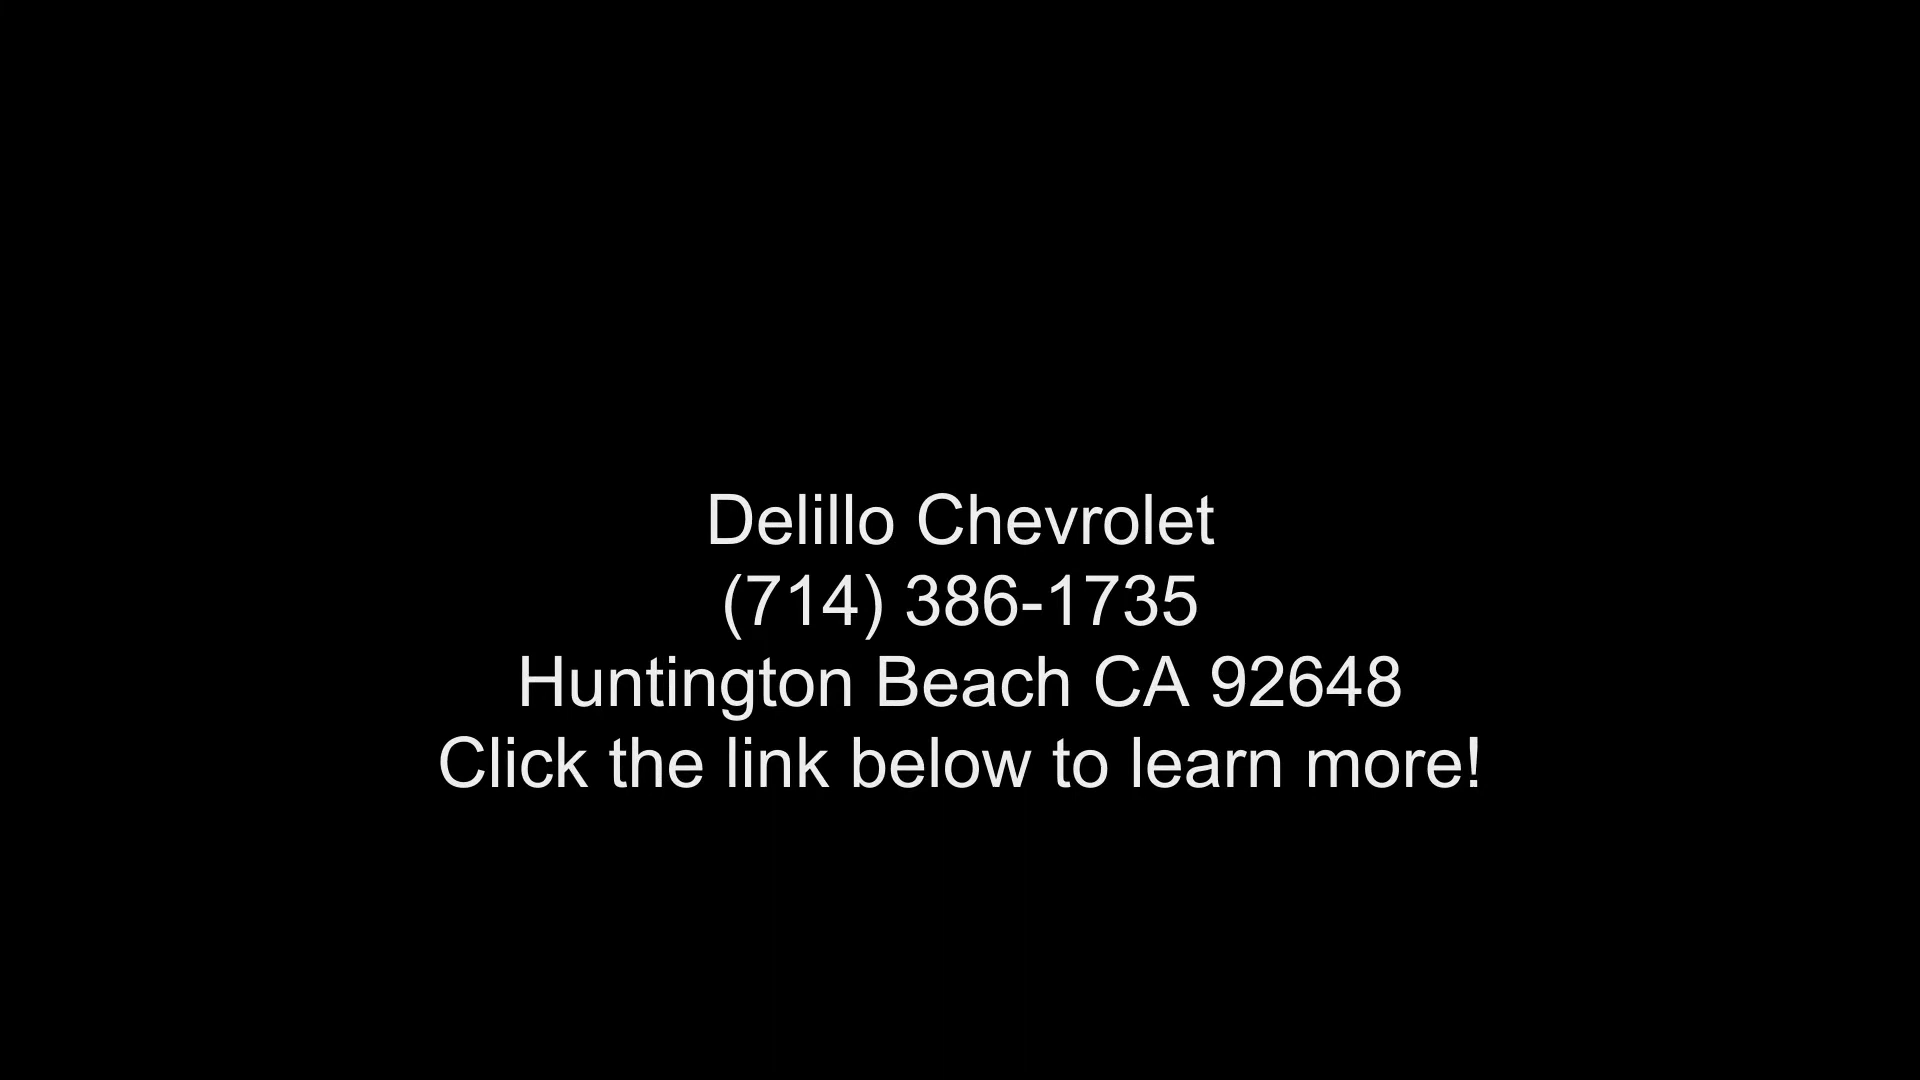 Delillo Chevrolet
(714) 386-1735
Huntington Beach CA 92648
Click the link below to learn more!